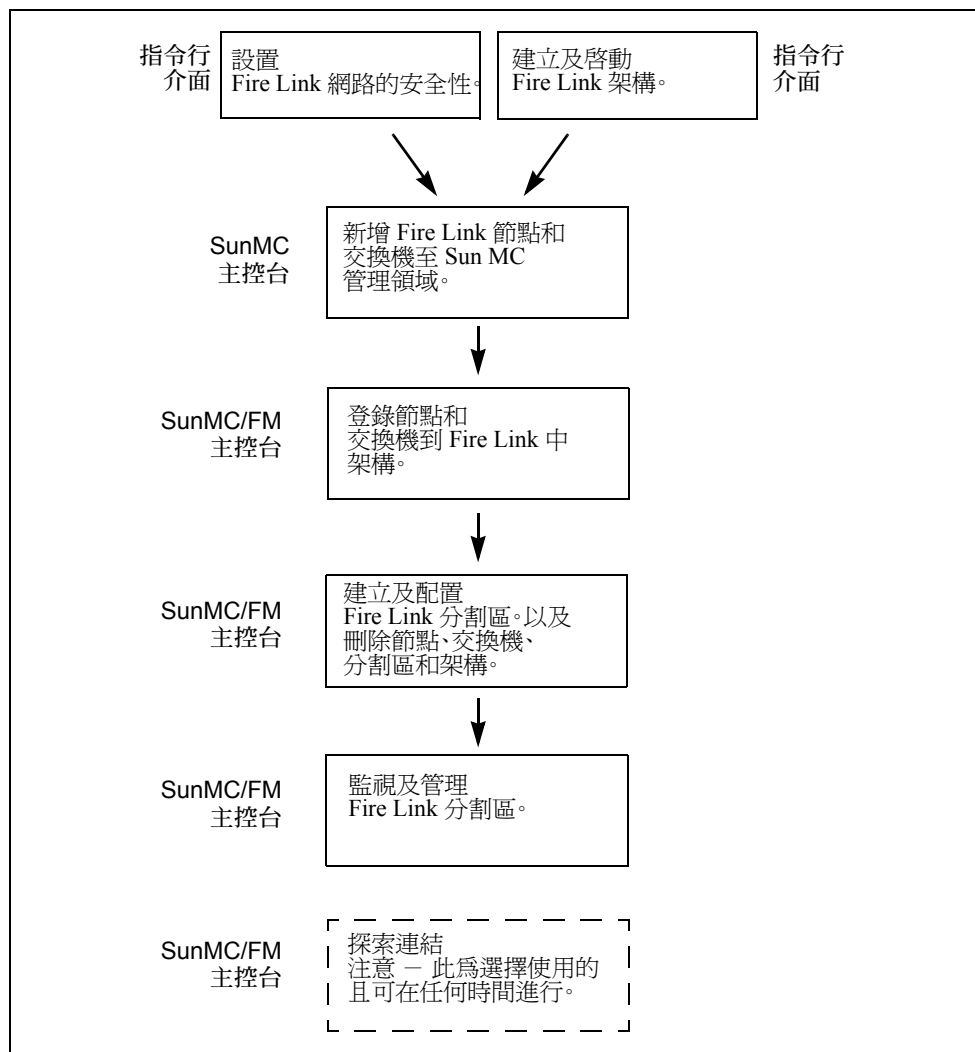 指令行
介面
設置
Fire Link 網路的安全性。
建立及啓動
Fire Link 架構。
指令行
介面
SunMC
主控台
新增 Fire Link 節點和
交換機至 Sun MC
管理領域。
SunMC/FM
主控台
登錄節點和
交換機到 Fire Link 中
架構。
SunMC/FM
主控台
建立及配置
Fire Link 分割區。以及
刪除節點、交換機、
分割區和架構。
SunMC/FM
主控台
監視及管理
Fire Link 分割區。
SunMC/FM
主控台
探索連結
注意 － 此爲選擇使用的
且可在任何時間進行。